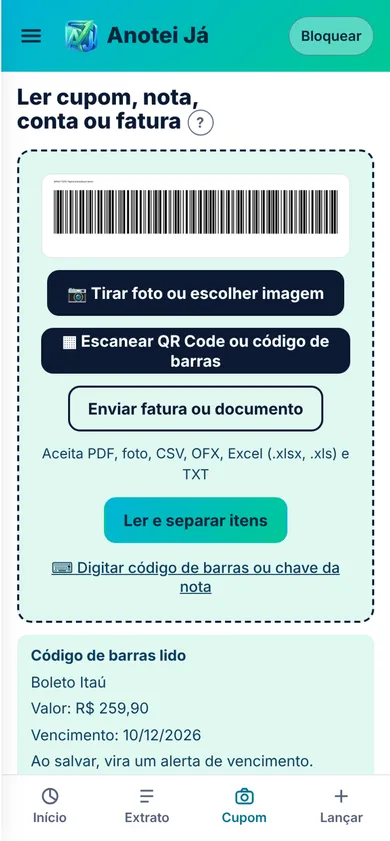 Anotei Já
Bloquear
Ler cupom, nota,
conta ou fatura ?
Tirar foto ou escolher imagem
Escanear QR Code ou código de
barras
Enviar fatura ou documento
Aceita PDF, foto, CSV, OFX, Excel (.xlsx, .xls) e
TXT
Ler e separar itens
Digitar código de barras ou chave da
nota
Código de barras lido
Boleto Itaú
Valor: R$ 259,90
Vencimento: 10/12/2026
Ao salvar, vira um alerta de vencimento.
Início
Extrato
Cupom
Lançar